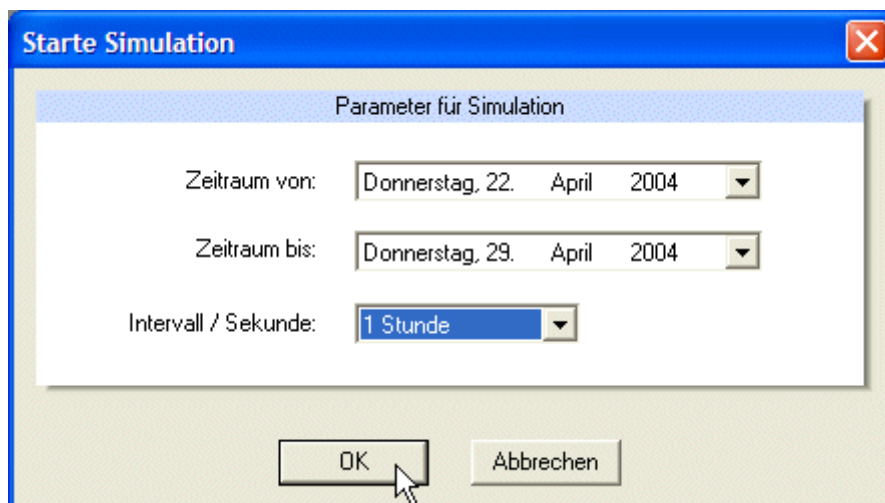 Starte Simulation
Parameter für Simulation
Zeitraum von: Donnerstag, 22. April 2004
Zeitraum bis: Donnerstag, 29. April 2004
Intervall / Sekunde: 1 Stunde
OK Abbrechen